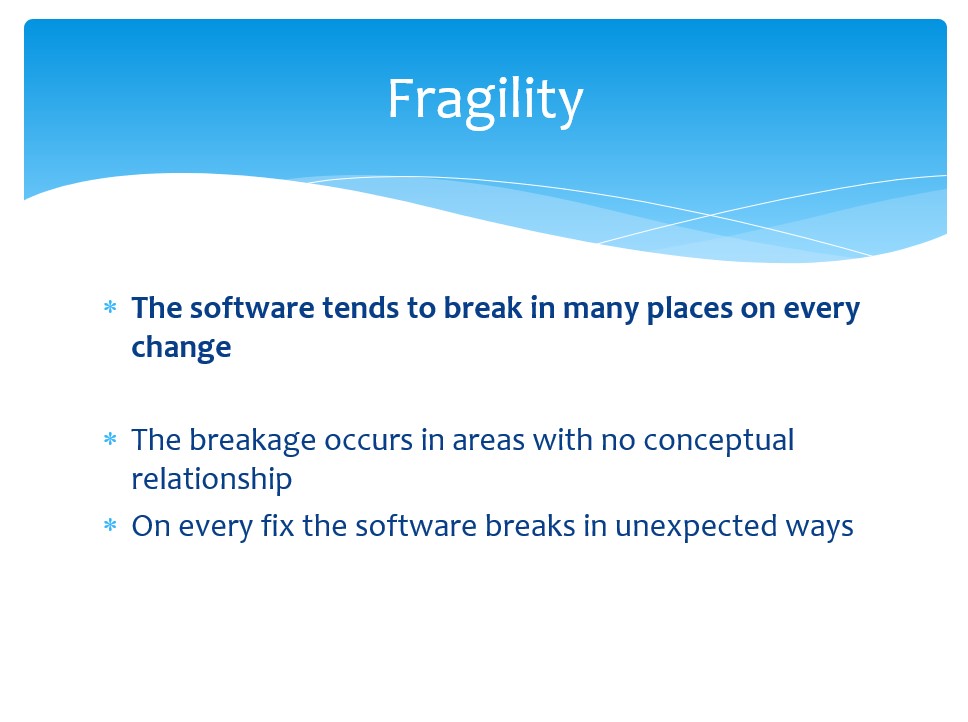 Fragility
* The software tends to break in many places on every
change
* The breakage occurs in areas with no conceptual
relationship
* On every fix the software breaks in unexpected ways